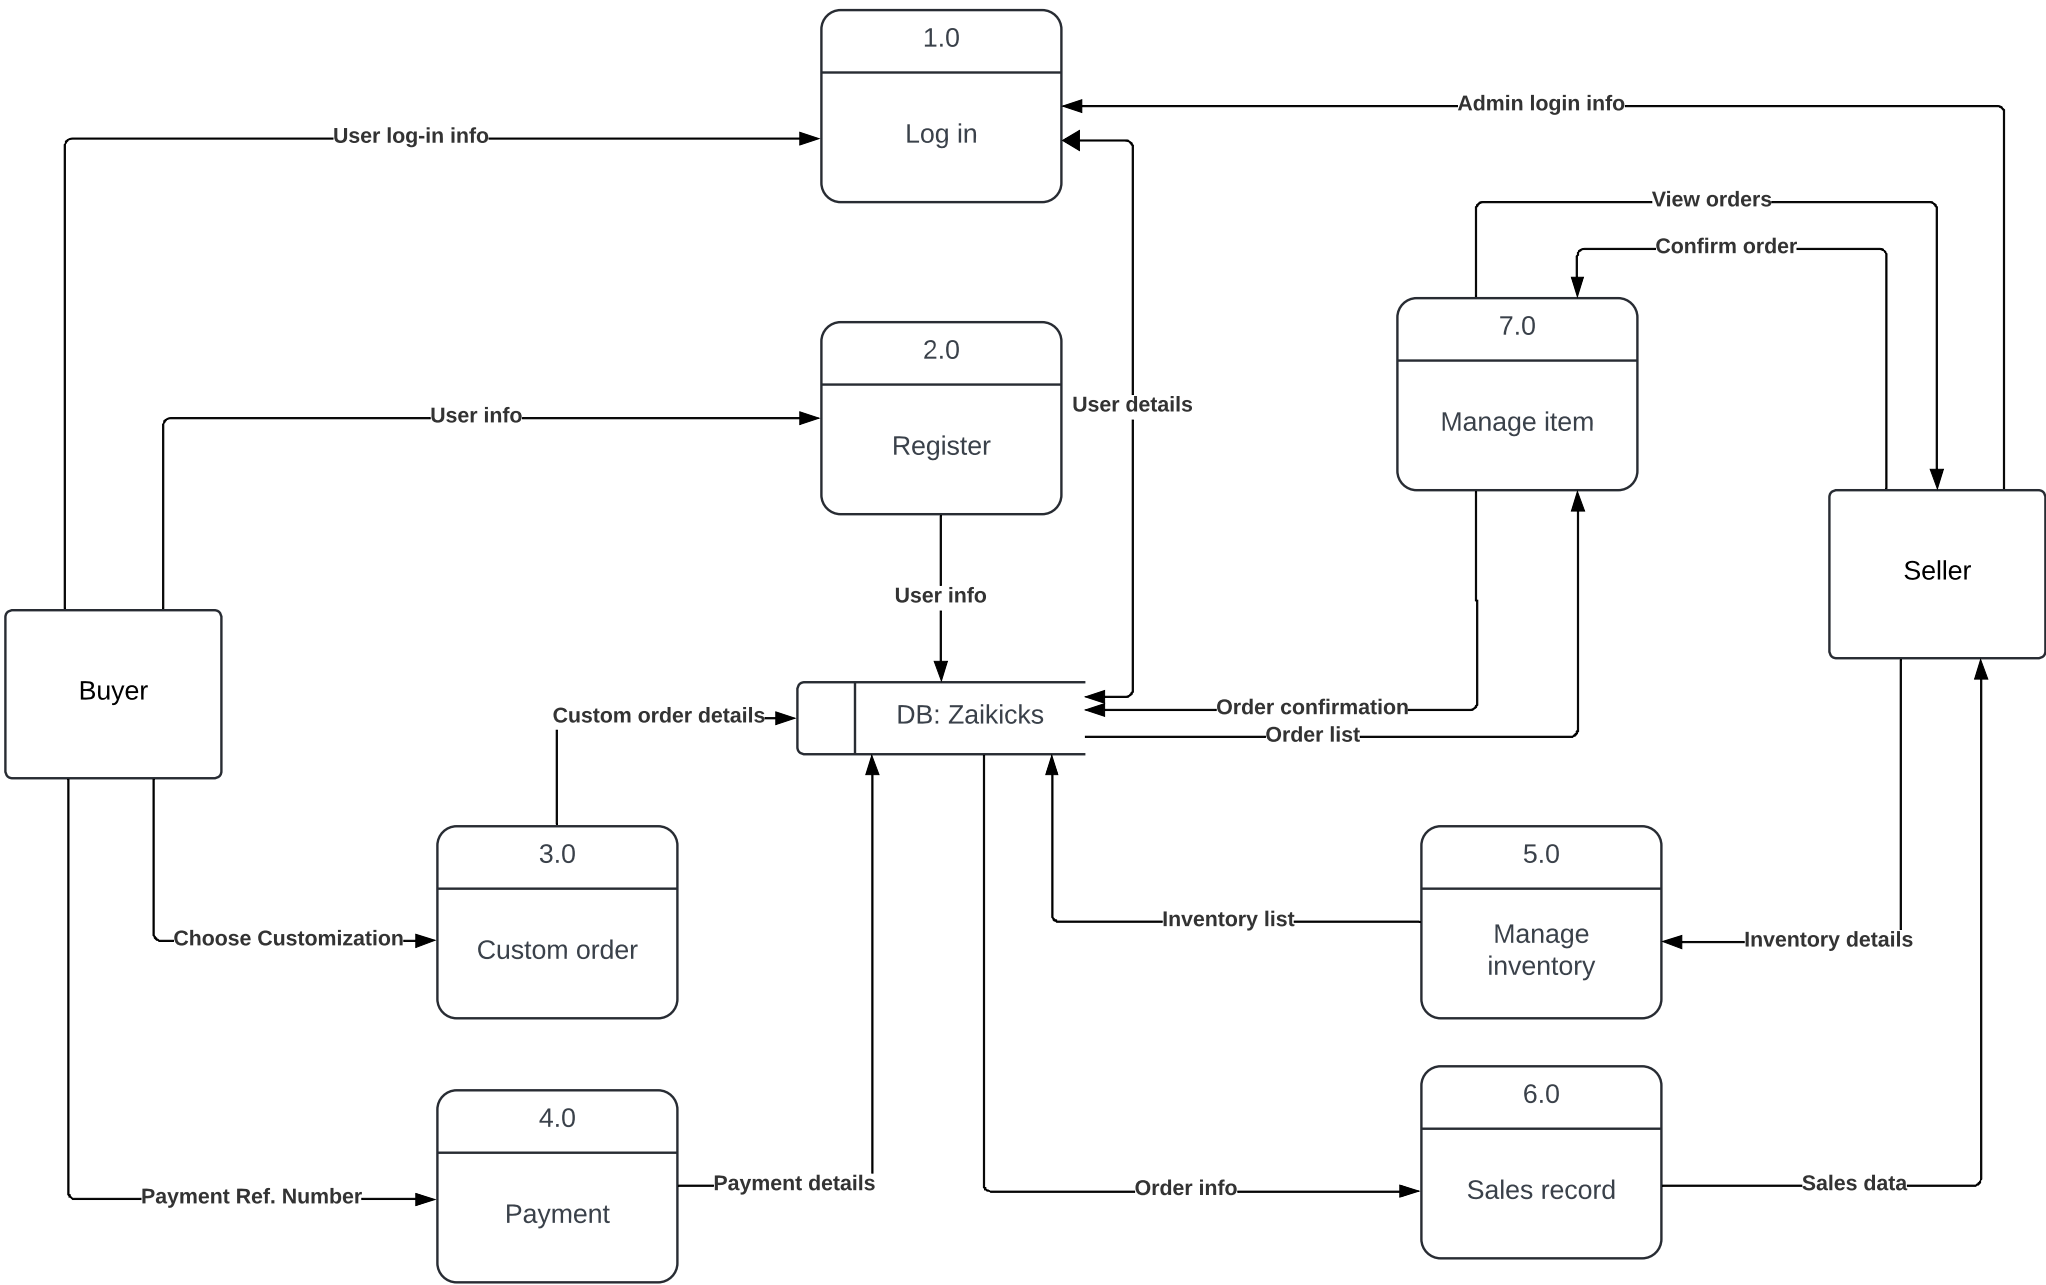 1.0
Log in
Admin login info
User log-in info
View orders
Confirm order
7.0
Manage item
2.0
Register
User details
User info
Seller
User info
Buyer
Custom order details
DB: Zaikicks
Order confirmation
Order list
3.0
Custom order
Choose Customization
5.0
Manage
inventory
Inventory list
Inventory details
4.0
Payment
Payment Ref. Number
Payment details
6.0
Sales record
Order info
Sales data